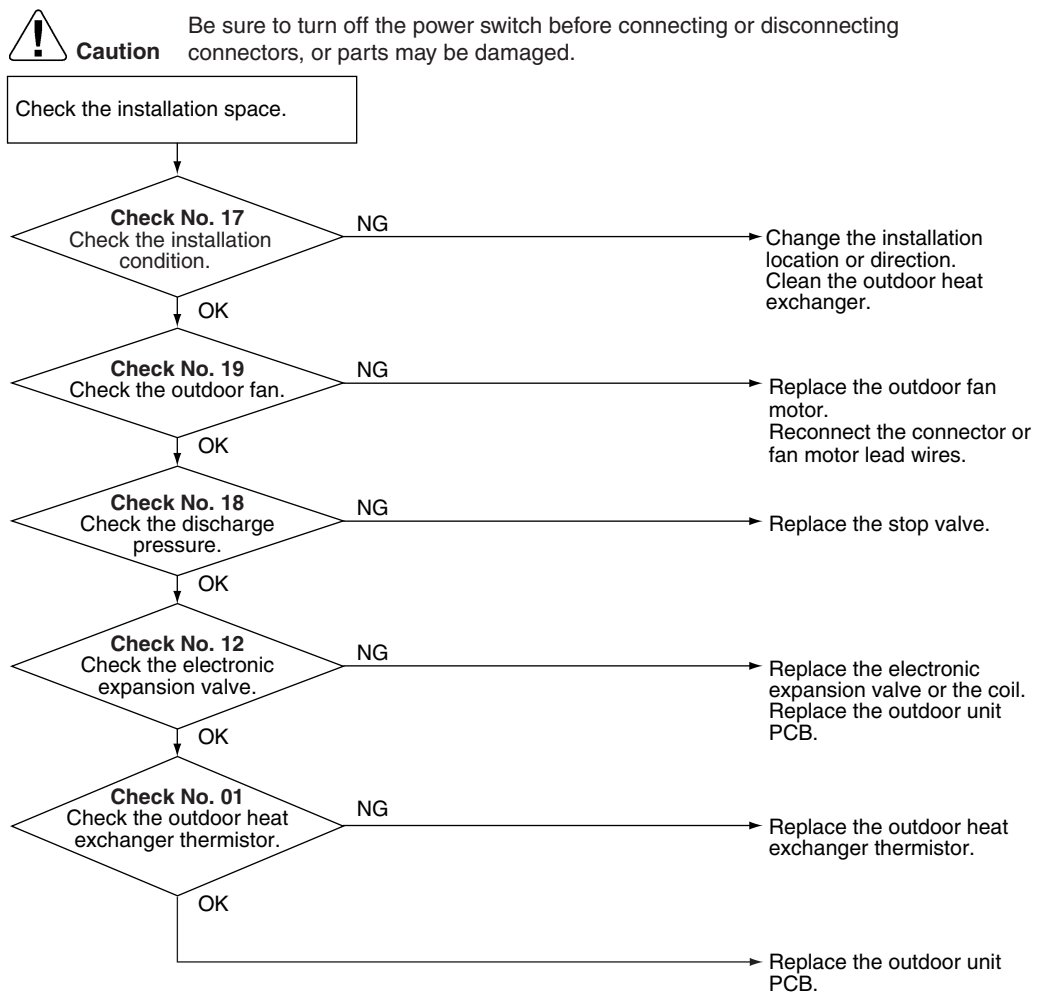 Be sure to turn off the power switch before connecting or disconnecting
Caution connectors, or parts may be damaged.
Check the installation space.
Check No. 17
Check the installation
condition.
NG
Change the installation
location or direction.
Clean the outdoor heat
exchanger.
OK
Check No. 19
Check the outdoor fan.
NG
Replace the outdoor fan
motor.
Reconnect the connector or
fan motor lead wires.
OK
Check No. 18
Check the discharge
pressure.
NG
Replace the stop valve.
OK
Check No. 12
Check the electronic
expansion valve.
NG
Replace the electronic
expansion valve or the coil.
Replace the outdoor unit
PCB.
OK
Check No. 01
Check the outdoor heat
exchanger thermistor.
NG
Replace the outdoor heat
exchanger thermistor.
OK
Replace the outdoor unit
PCB.